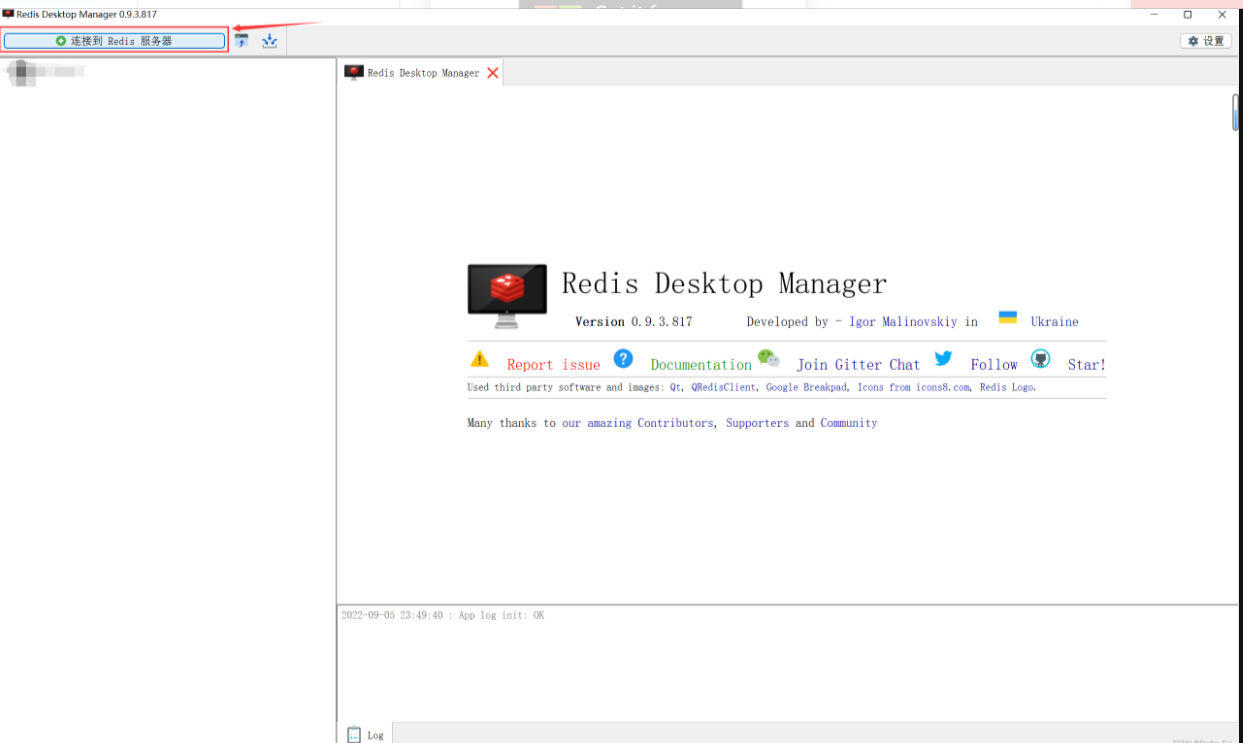 Redis Desktop Manager 0.9.3.817
连接到 Redis 服务器
设置
Redis Desktop Manager
Redis Desktop Manager
Version 0.9.3.817 Developed by - Igor Malinovskiy in Ukraine
Report issue Documentation Join Gitter Chat Follow Star!
Used third party software and images: Qt, QRedisClient, Google Breakpad, Icons from icons8.com, Redis Logo.
Many thanks to our amazing Contributors, Supporters and Community
2022-09-05 23:49:40 : App log init: OK
Log